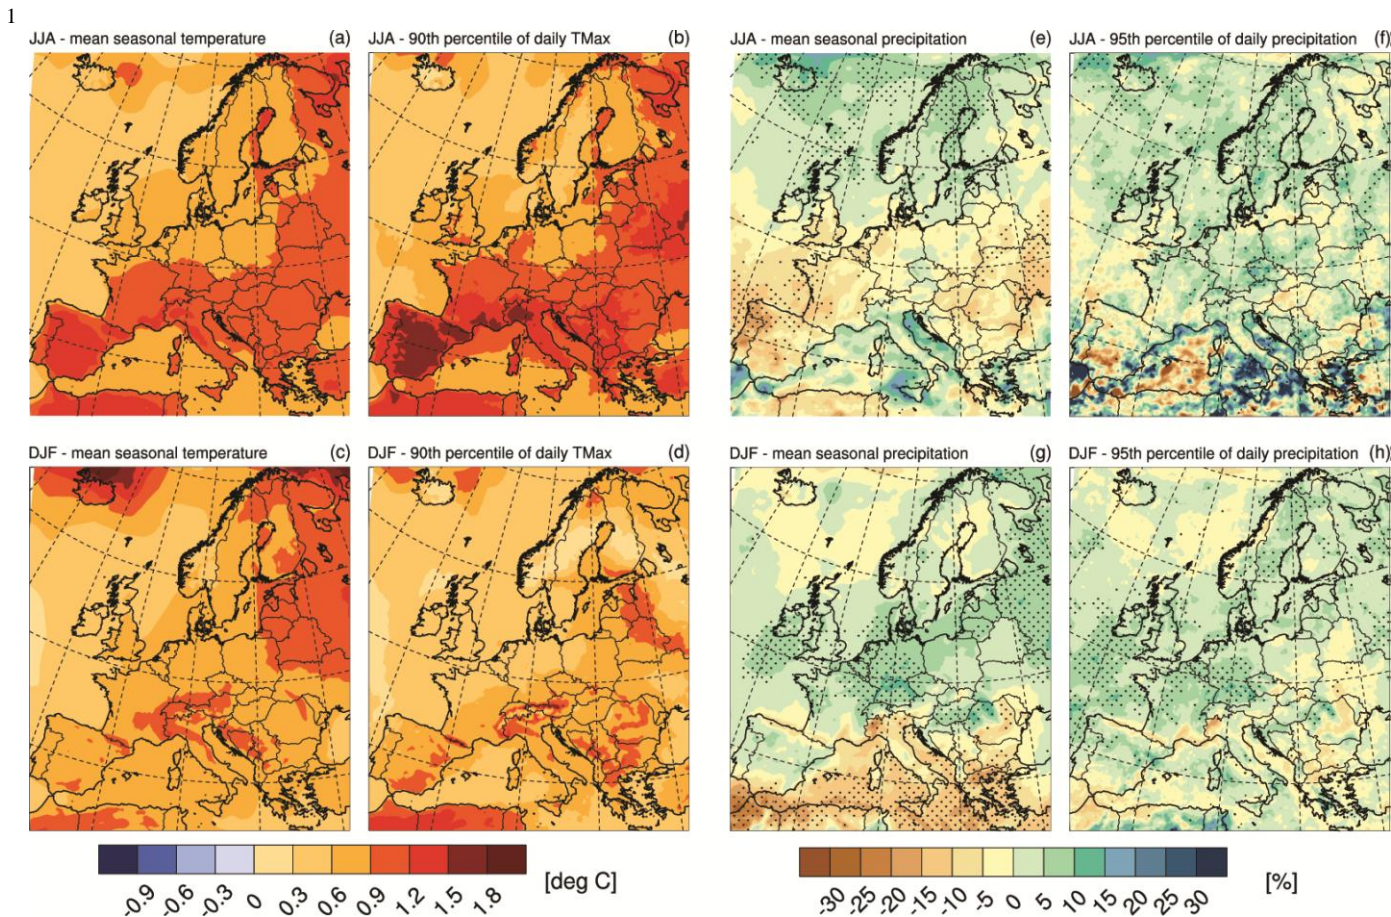 1
JJA - mean seasonal temperature (a)
JJA - 90th percentile of daily TMax (b)
JJA - mean seasonal precipitation (e)
JJA - 95th percentile of daily precipitation (f)
DJF - mean seasonal temperature (c)
DJF - 90th percentile of daily TMax (d)
DJF - mean seasonal precipitation (g)
DJF - 95th percentile of daily precipitation (h)
-0.9 -0.6 -0.3 0 0.3 0.6 0.9 1.2 1.5 1.8 [deg C]
-30 -25 -20 -15 -10 -5 0 5 10 15 20 25 30 [%]